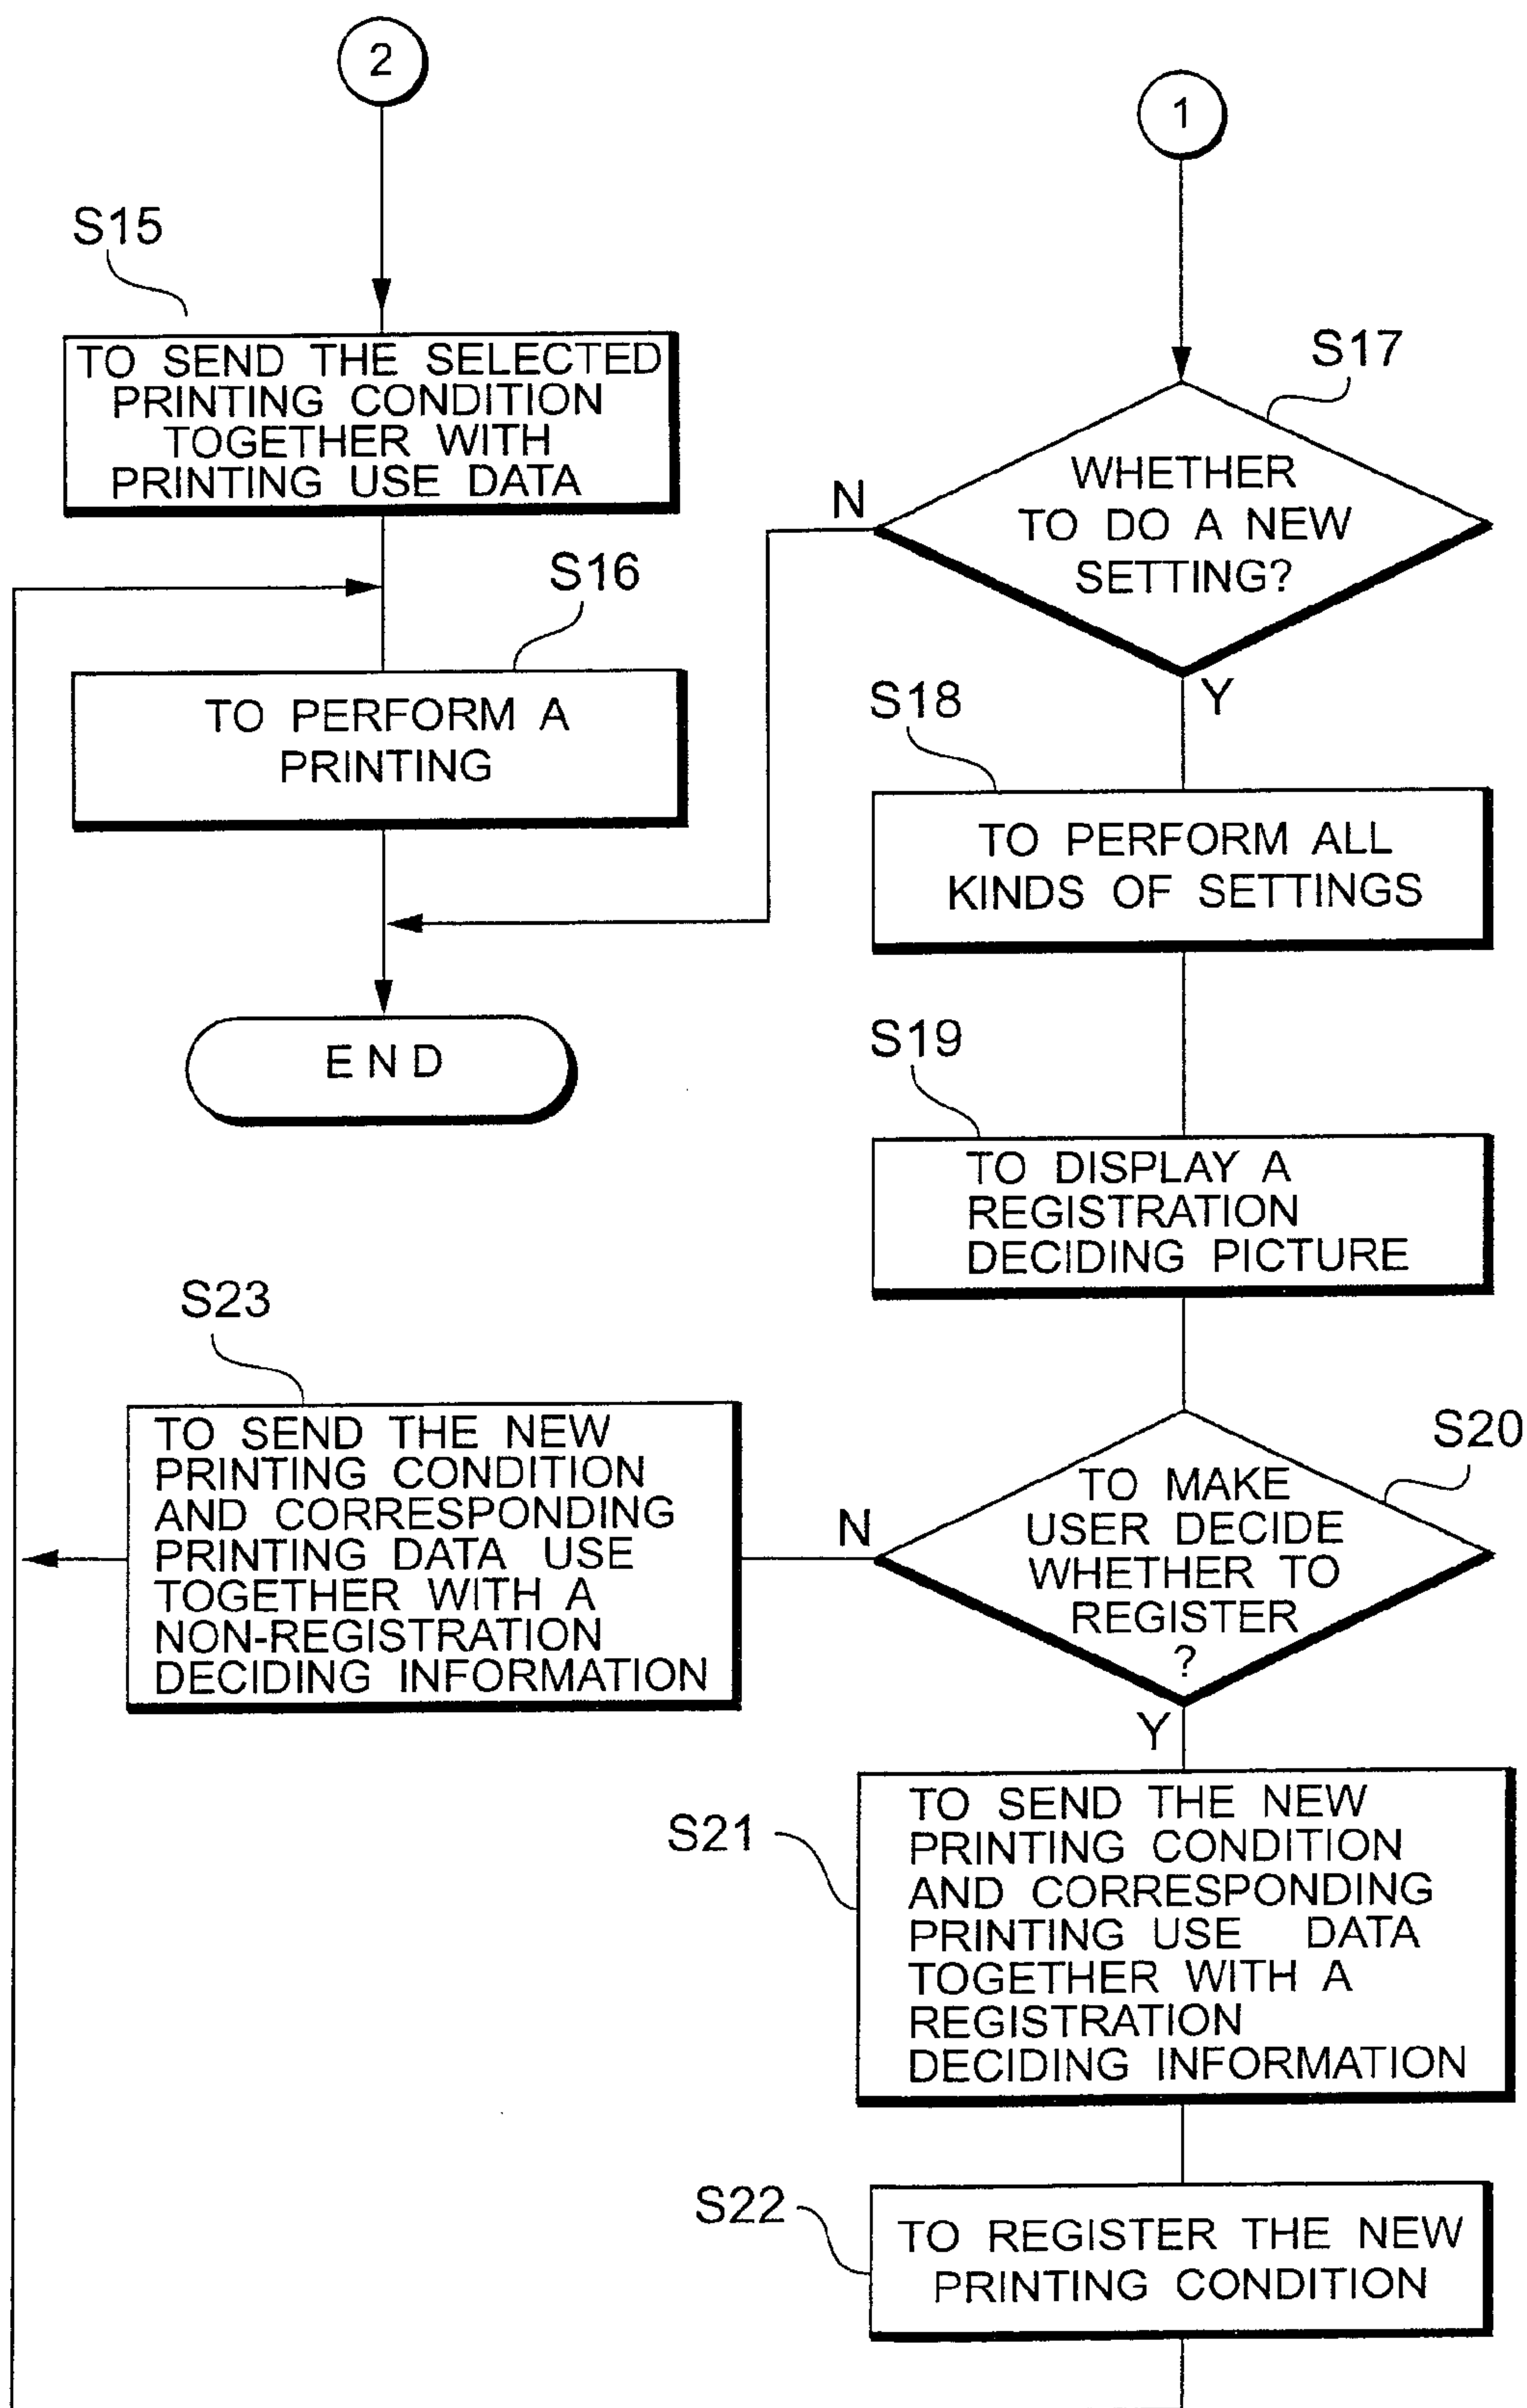 2
1
S15
TO SEND THE SELECTED
PRINTING CONDITION
TOGETHER WITH
PRINTING USE DATA
S17
WHETHER
TO DO A NEW
SETTING?
N
Y
S16
TO PERFORM A
PRINTING
S18
TO PERFORM ALL
KINDS OF SETTINGS
END
S19
TO DISPLAY A
REGISTRATION
DECIDING PICTURE
S23
TO SEND THE NEW
PRINTING CONDITION
AND CORRESPONDING
PRINTING DATA USE
TOGETHER WITH A
NON-REGISTRATION
DECIDING INFORMATION
S20
TO MAKE
USER DECIDE
WHETHER TO
REGISTER
?
N
Y
S21
TO SEND THE NEW
PRINTING CONDITION
AND CORRESPONDING
PRINTING USE DATA
TOGETHER WITH A
REGISTRATION
DECIDING INFORMATION
S22
TO REGISTER THE NEW
PRINTING CONDITION